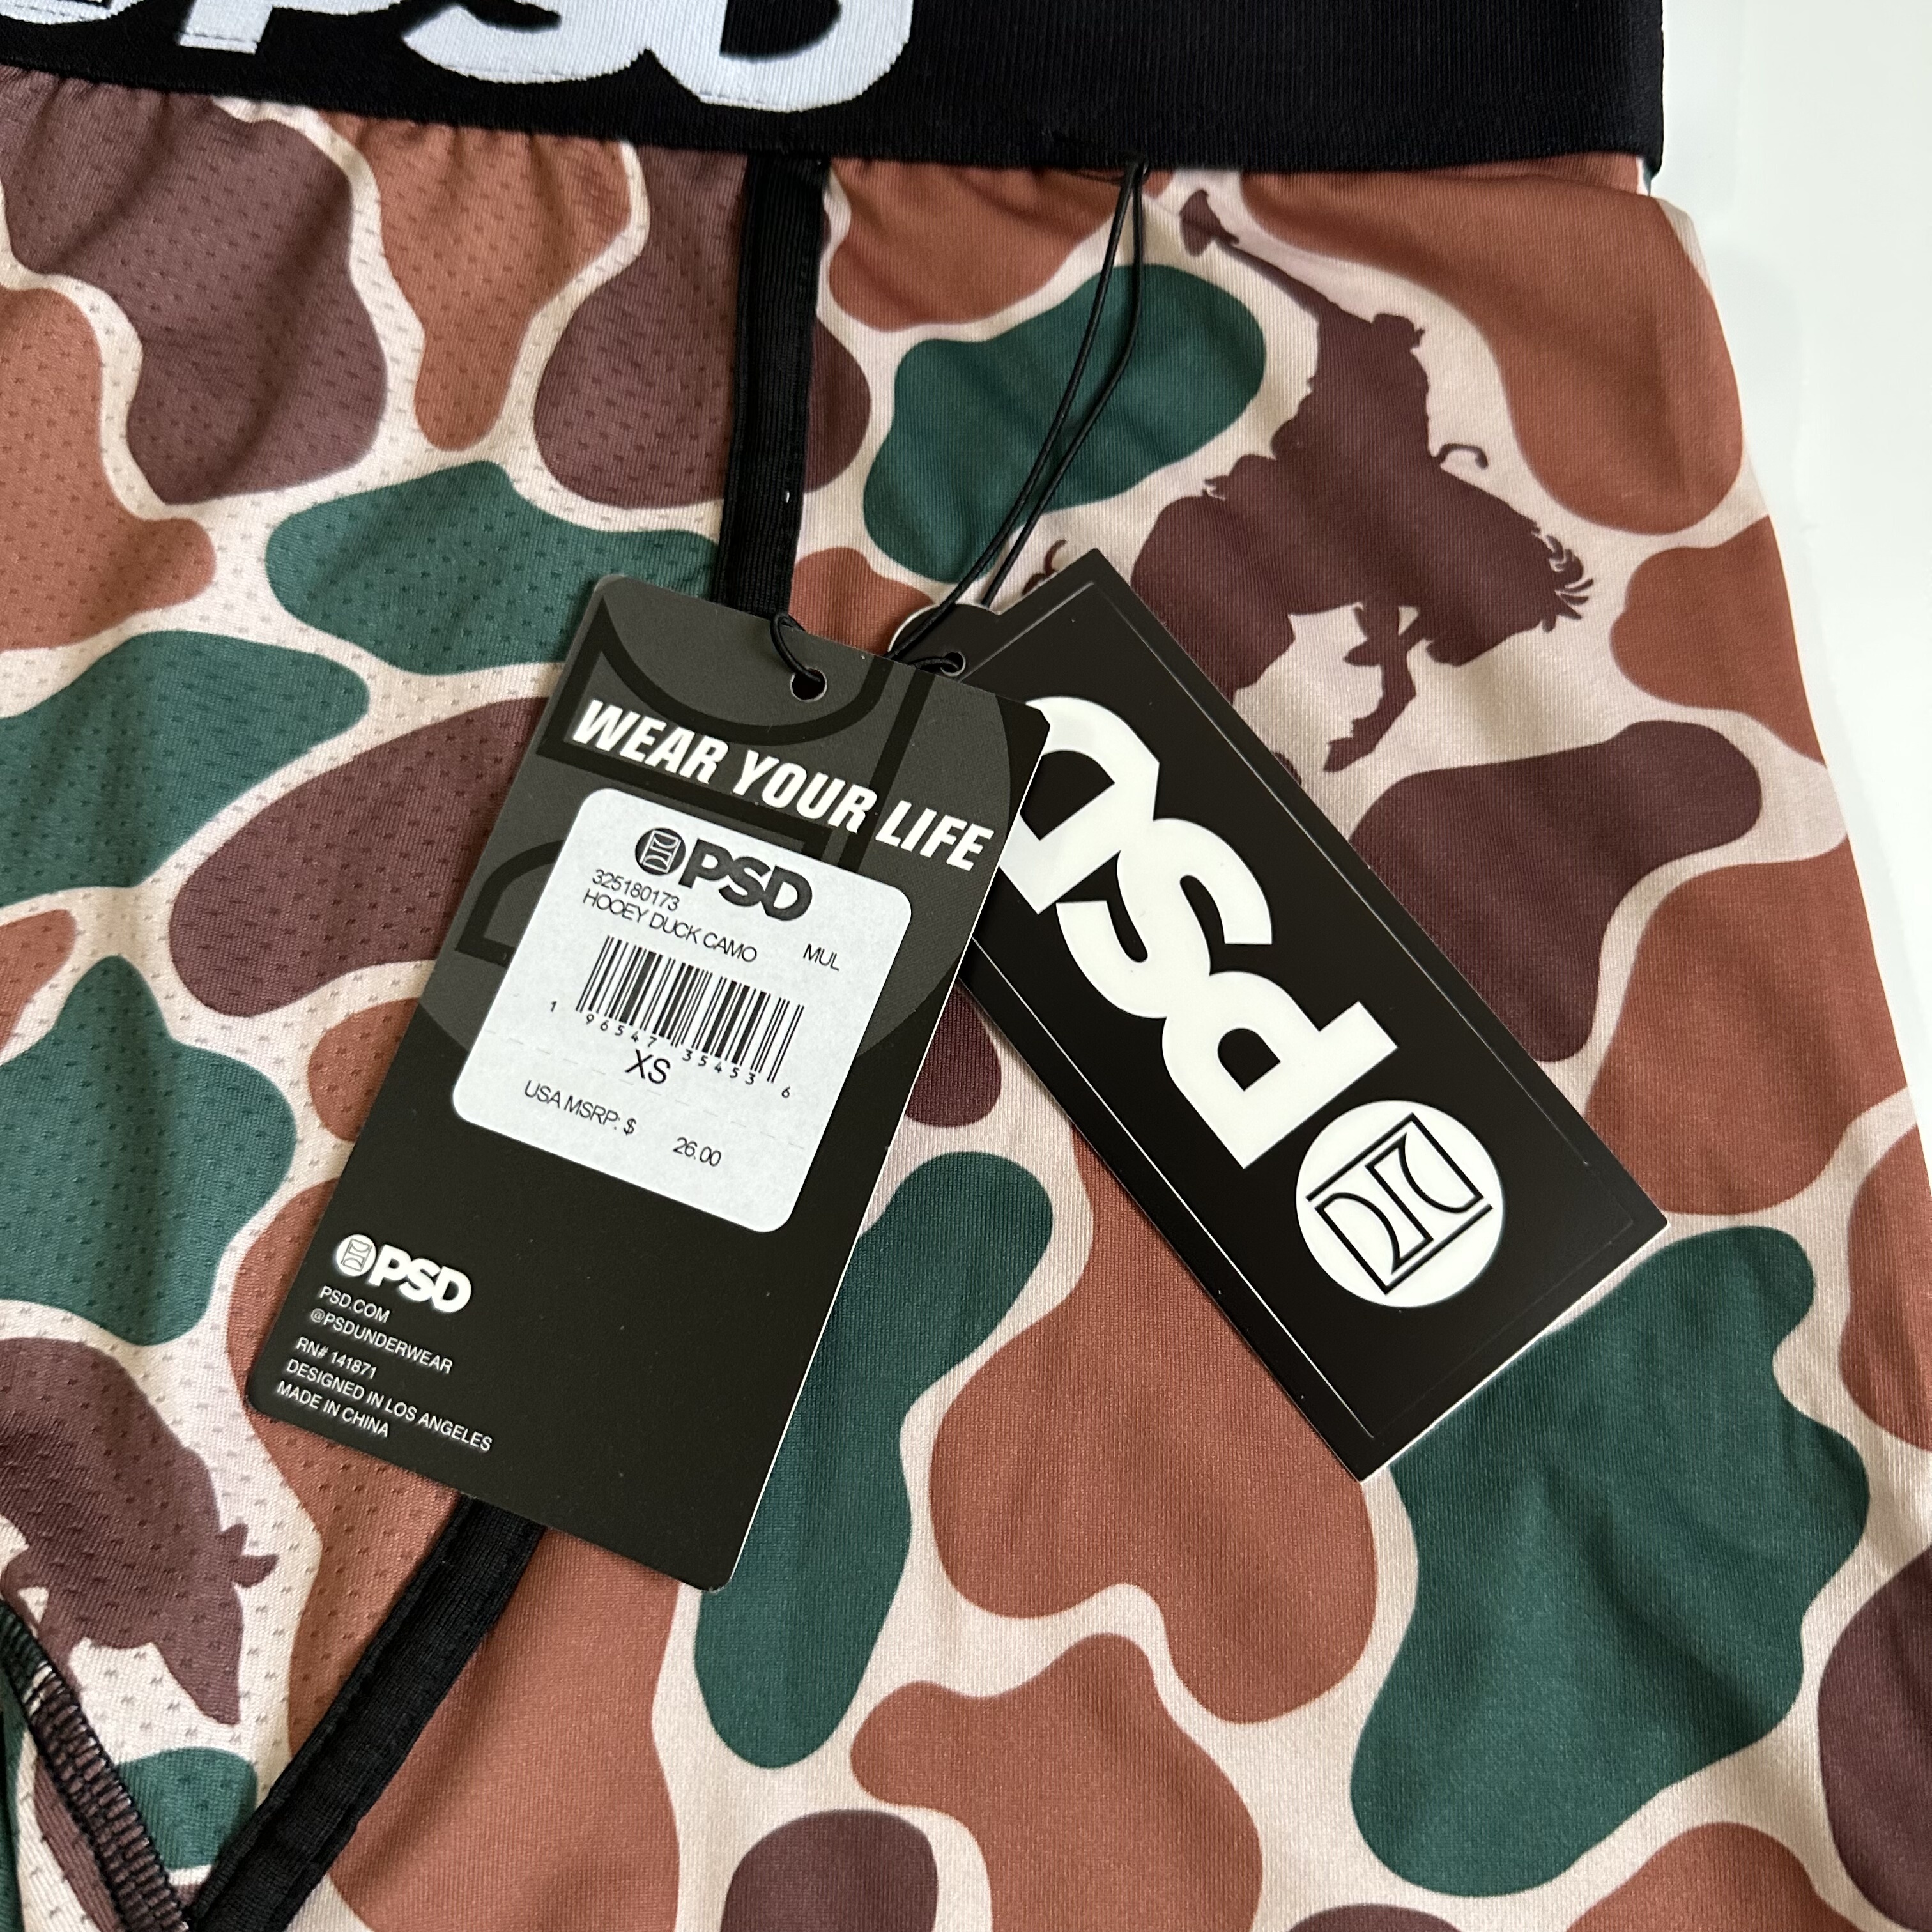 PSD
WEAR YOUR LIFE
PSD
325180173
HOOEY DUCK CAMO MUL
1 96547 35453 6
XS
USA MSRP: $ 26.00
PSD
PSD.COM
@PSDUNDERWEAR
RN# 141871
DESIGNED IN LOS ANGELES
MADE IN CHINA
PSD